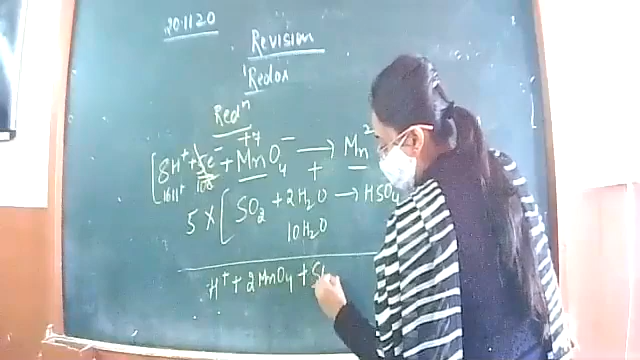 20.11.20
Revision
Redox
Redⁿ
+7
[8H⁺ + 5e⁻ + MnO₄⁻ → Mn²
16H⁺ 10e +
5 × [SO₂ + 2H₂O → HSO₄
10H₂O
H⁺ + 2MnO₄ + 5